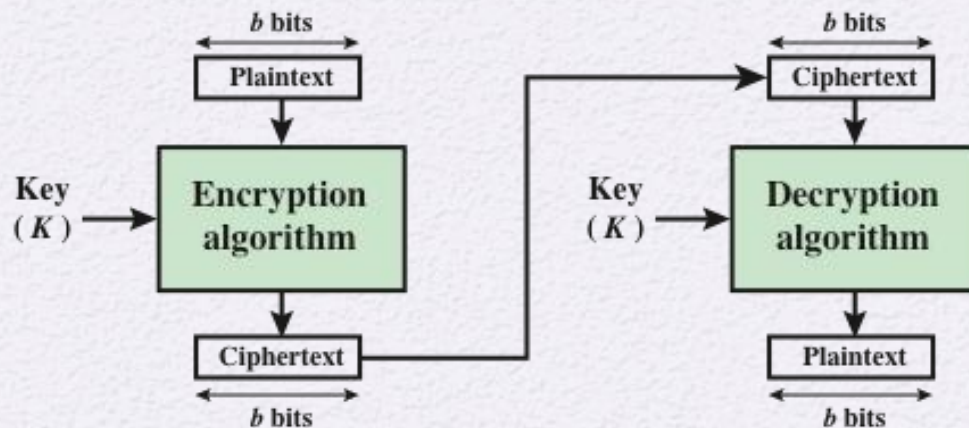 b bits
Plaintext
Key
(K)
Encryption
algorithm
Ciphertext
b bits
b bits
Ciphertext
Key
(K)
Decryption
algorithm
Plaintext
b bits